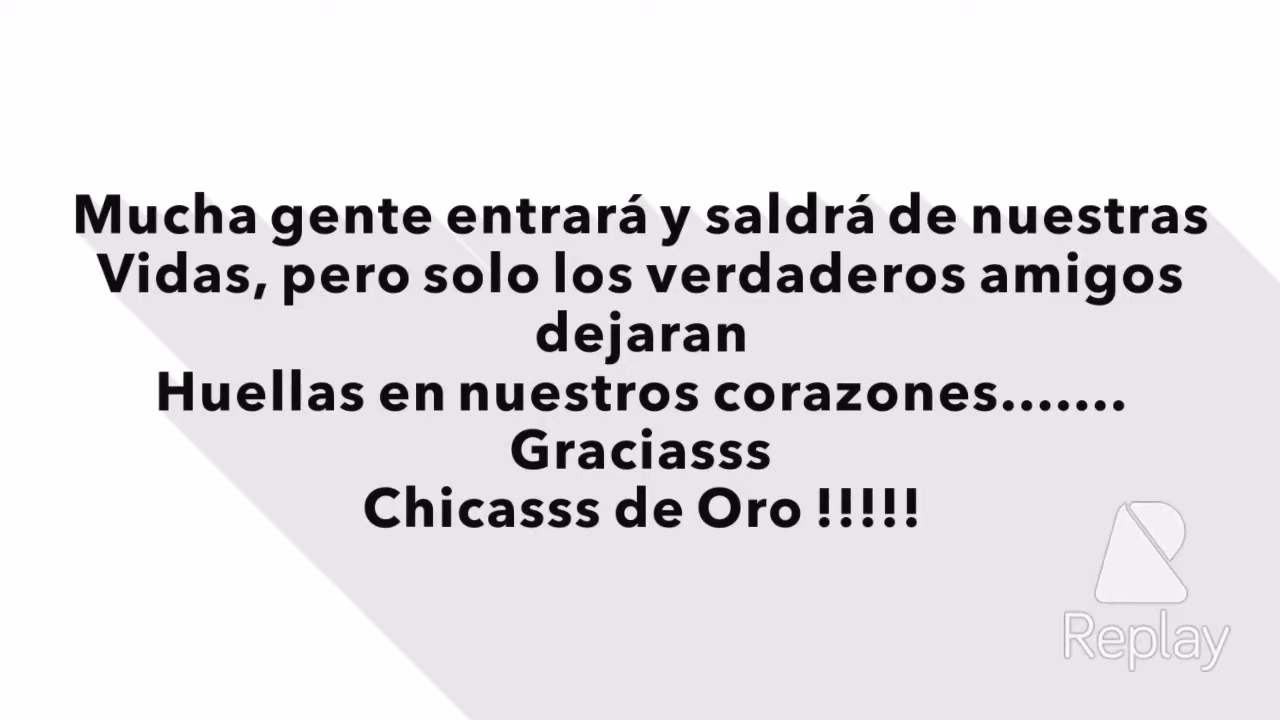 Mucha gente entrará y saldrá de nuestras
Vidas, pero solo los verdaderos amigos
dejaran
Huellas en nuestros corazones.......
Graciasss
Chicasss de Oro !!!!!
Replay